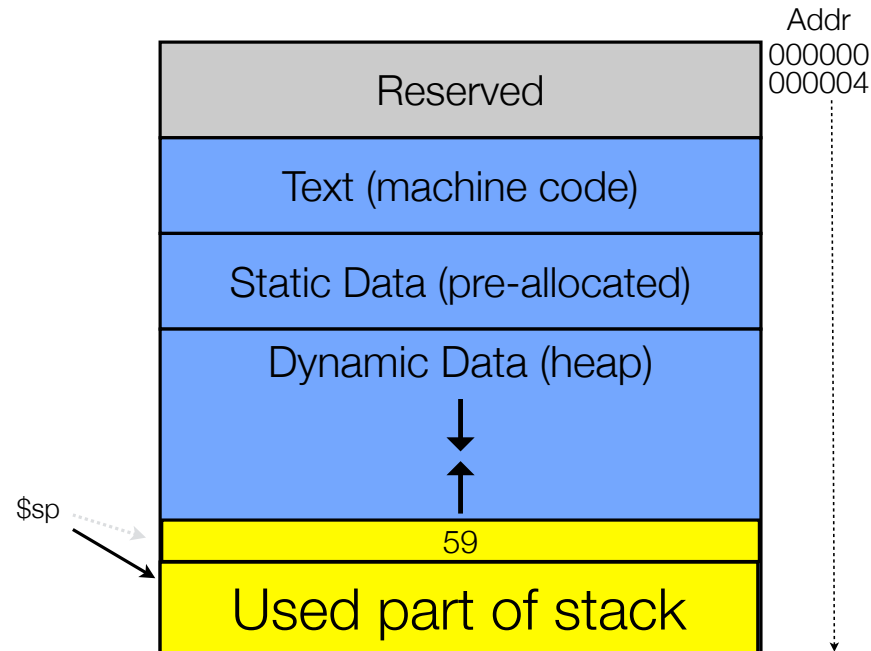 Addr
000000
000004
Reserved
Text (machine code)
Static Data (pre-allocated)
Dynamic Data (heap)
$sp
59
Used part of stack